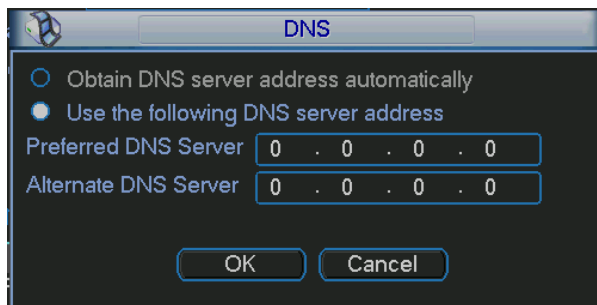 DNS
Obtain DNS server address automatically
Use the following DNS server address
Preferred DNS Server 0 . 0 . 0 . 0
Alternate DNS Server 0 . 0 . 0 . 0
OK Cancel